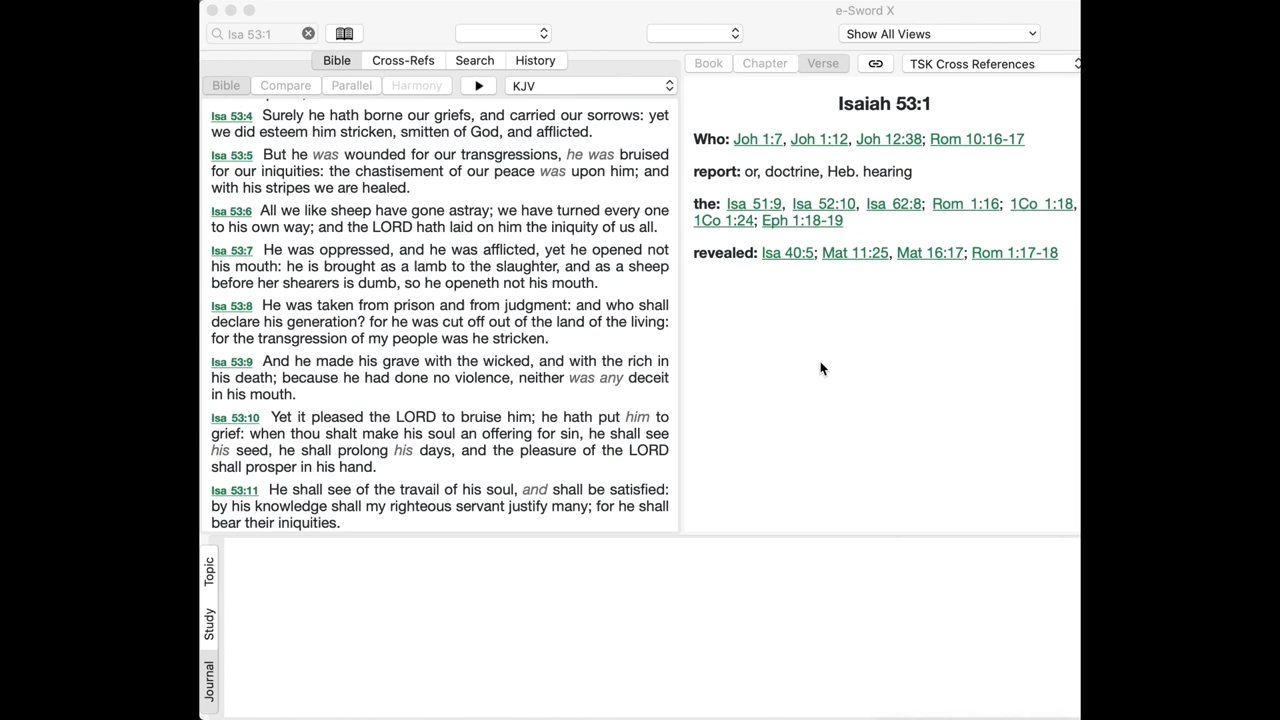 e-Sword X
Isa 53:1
Show All Views
Bible Cross-Refs Search History
Book Chapter Verse TSK Cross References
Bible Compare Parallel Harmony KJV
Isa 53:4 Surely he hath borne our griefs, and carried our sorrows: yet
we did esteem him stricken, smitten of God, and afflicted.
Isa 53:5 But he was wounded for our transgressions, he was bruised
for our iniquities: the chastisement of our peace was upon him; and
with his stripes we are healed.
Isa 53:6 All we like sheep have gone astray; we have turned every one
to his own way; and the LORD hath laid on him the iniquity of us all.
Isa 53:7 He was oppressed, and he was afflicted, yet he opened not
his mouth: he is brought as a lamb to the slaughter, and as a sheep
before her shearers is dumb, so he openeth not his mouth.
Isa 53:8 He was taken from prison and from judgment: and who shall
declare his generation? for he was cut off out of the land of the living:
for the transgression of my people was he stricken.
Isa 53:9 And he made his grave with the wicked, and with the rich in
his death; because he had done no violence, neither was any deceit
in his mouth.
Isa 53:10 Yet it pleased the LORD to bruise him; he hath put him to
grief: when thou shalt make his soul an offering for sin, he shall see
his seed, he shall prolong his days, and the pleasure of the LORD
shall prosper in his hand.
Isa 53:11 He shall see of the travail of his soul, and shall be satisfied:
by his knowledge shall my righteous servant justify many; for he shall
bear their iniquities.
Isaiah 53:1
Who: Joh 1:7, Joh 1:12, Joh 12:38; Rom 10:16-17
report: or, doctrine, Heb. hearing
the: Isa 51:9, Isa 52:10, Isa 62:8; Rom 1:16; 1Co 1:18,
1Co 1:24; Eph 1:18-19
revealed: Isa 40:5; Mat 11:25, Mat 16:17; Rom 1:17-18
Topic
Study
Journal